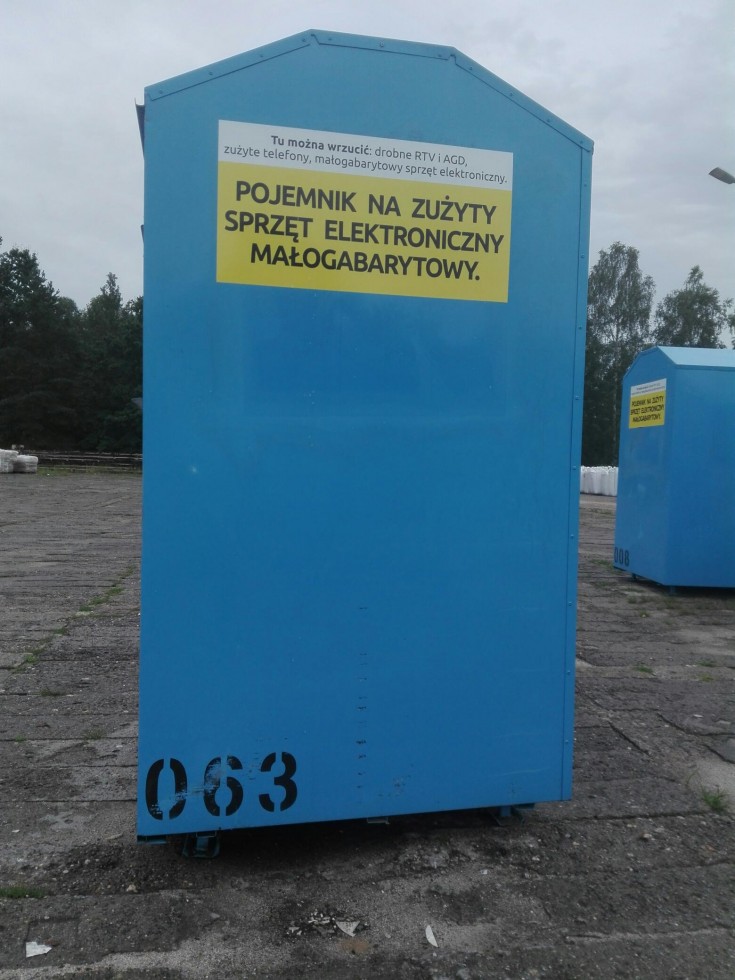 Tu można wrzucić: drobne RTV i AGD,
zużyte telefony, małogabarytowy sprzęt elektroniczny.
POJEMNIK NA ZUŻYTY
SPRZĘT ELEKTRONICZNY
MAŁOGABARYTOWY.
063
POJEMNIK NA ZUŻYTY
SPRZĘT ELEKTRONICZNY
MAŁOGABARYTOWY.
008